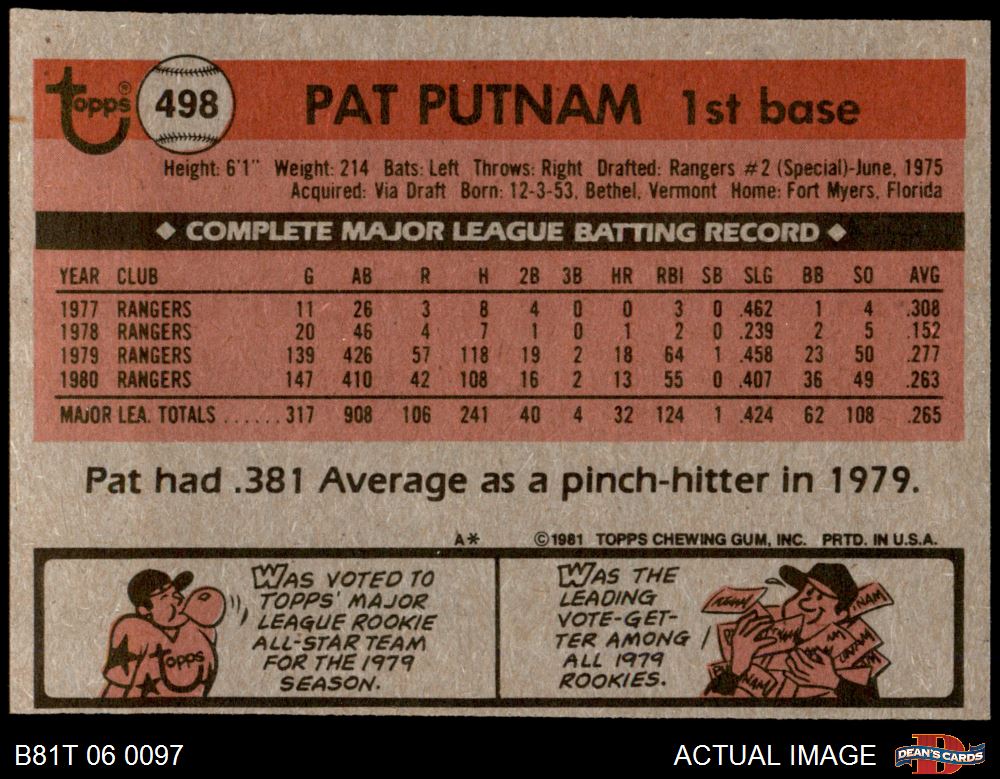 Topps® 498 PAT PUTNAM 1st base
Height: 6'1" Weight: 214 Bats: Left Throws: Right Drafted: Rangers #2 (Special)-June, 1975
Acquired: Via Draft Born: 12-3-53, Bethel, Vermont Home: Fort Myers, Florida
◆ COMPLETE MAJOR LEAGUE BATTING RECORD ◆
YEAR CLUB G AB R H 2B 3B HR RBI SB SLG BB SO AVG
1977 RANGERS 11 26 3 8 4 0 0 3 0 .462 1 4 .308
1978 RANGERS 20 46 4 7 1 0 1 2 0 .239 2 5 .152
1979 RANGERS 139 426 57 118 19 2 18 64 1 .458 23 50 .277
1980 RANGERS 147 410 42 108 16 2 13 55 0 .407 36 49 .263
MAJOR LEA. TOTALS ...... 317 908 106 241 40 4 32 124 1 .424 62 108 .265
Pat had .381 Average as a pinch-hitter in 1979.
A* ©1981 TOPPS CHEWING GUM, INC. PRTD. IN U.S.A.
WAS VOTED TO
TOPPS' MAJOR
LEAGUE ROOKIE
ALL-STAR TEAM
FOR THE 1979
SEASON.
Topps
WAS THE
LEADING
VOTE-GET-
TER AMONG
ALL 1979
ROOKIES.
B81T 06 0097 ACTUAL IMAGE DEAN'S CARDS